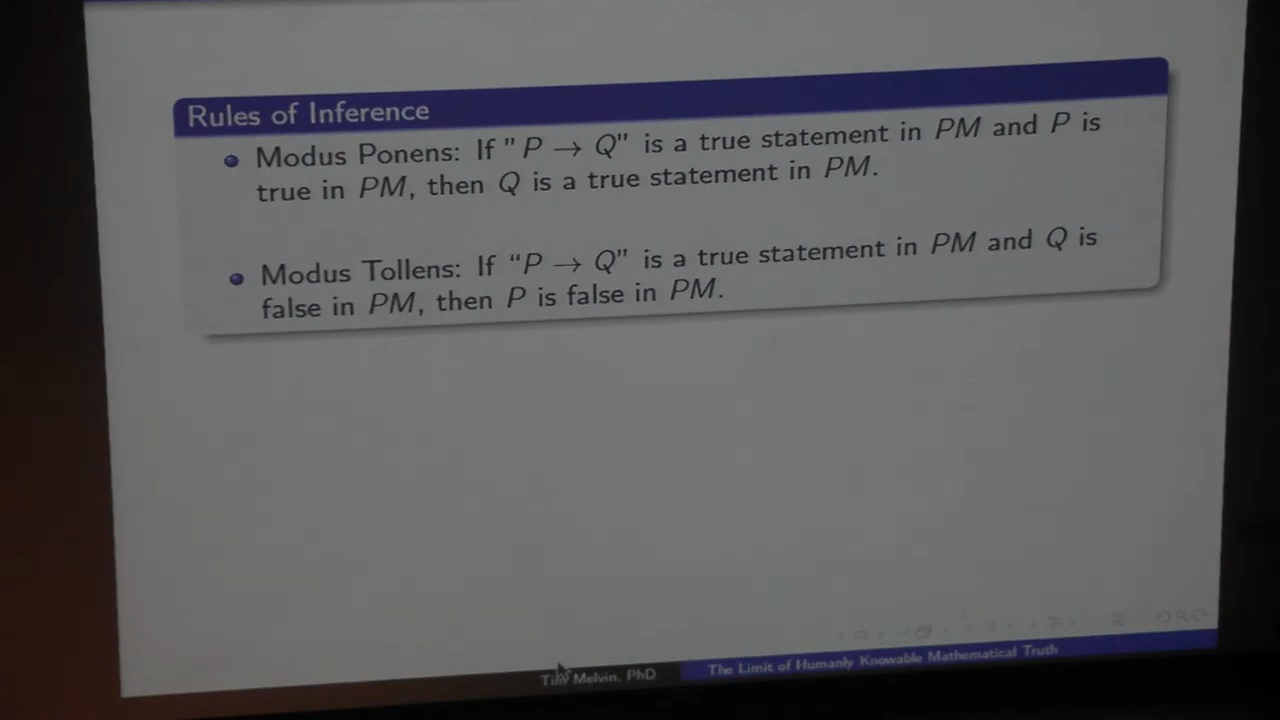 Rules of Inference
Modus Ponens: If "P → Q" is a true statement in PM and P is
true in PM, then Q is a true statement in PM.
Modus Tollens: If “P → Q” is a true statement in PM and Q is
false in PM, then P is false in PM.
Melvin, PhD
The Limit of Humanly Knowable Mathematical Truth